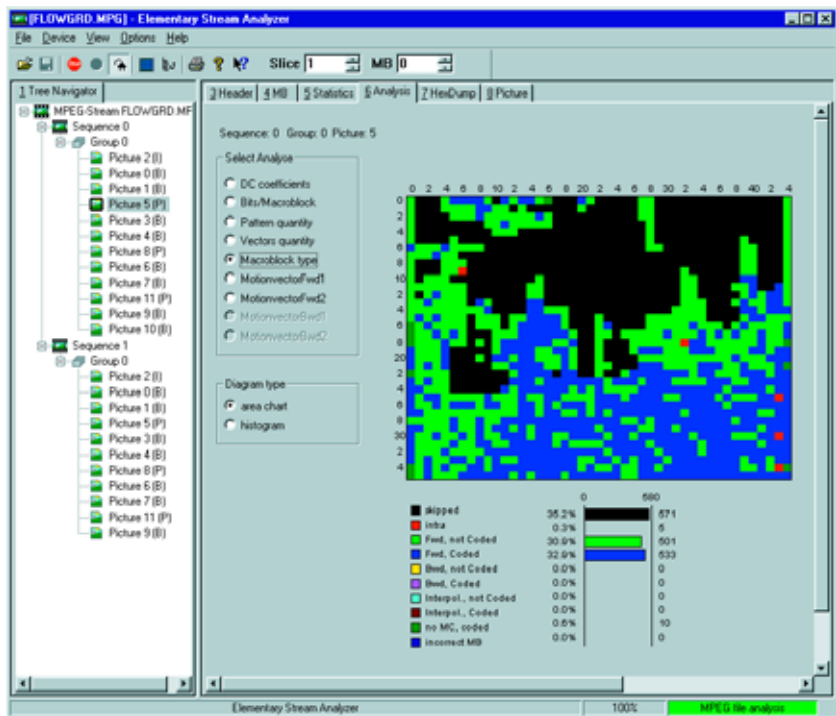 [FLOWGRD.MPG] - Elementary Stream Analyzer
File Device View Options Help
Slice 1 MB 0
1 Tree Navigator
MPEG-Stream FLOWGRD.MF
Sequence 0
Group 0
Picture 2 (I)
Picture 0 (B)
Picture 1 (B)
Picture 5 (P)
Picture 3 (B)
Picture 4 (B)
Picture 8 (P)
Picture 6 (B)
Picture 7 (B)
Picture 11 (P)
Picture 9 (B)
Picture 10 (B)
Sequence 1
Group 0
Picture 2 (I)
Picture 0 (B)
Picture 1 (B)
Picture 5 (P)
Picture 3 (B)
Picture 4 (B)
Picture 8 (P)
Picture 6 (B)
Picture 7 (B)
Picture 11 (P)
Picture 9 (B)
3 Header 4 MB 5 Statistics 6 Analysis 7 HexDump 8 Picture
Sequence: 0 Group: 0 Picture: 5
Select Analyse
DC coefficients
Bits/Macroblock
Pattern quantity
Vectors quantity
Macroblock type
MotionvectorFwd1
MotionvectorFwd2
MotionvectorBwd1
MotionvectorBwd2
Diagram type
area chart
histogram
0 2 4 6 8 10 2 4 6 8 20 2 4 6 8 30 2 4 6 8 40 2 4
0
2
4
6
8
10
2
4
6
8
20
2
4
6
8
30
2
4
0 580
skipped 35.2% 571
intra 0.3% 5
Fwd, not Coded 30.9% 501
Fwd, Coded 32.9% 533
Bwd, not Coded 0.0% 0
Bwd, Coded 0.0% 0
Interpol., not Coded 0.0% 0
Interpol., Coded 0.0% 0
no MC, coded 0.6% 10
incorrect MB 0.0% 0
Elementary Stream Analyzer 100% MPEG file analysis